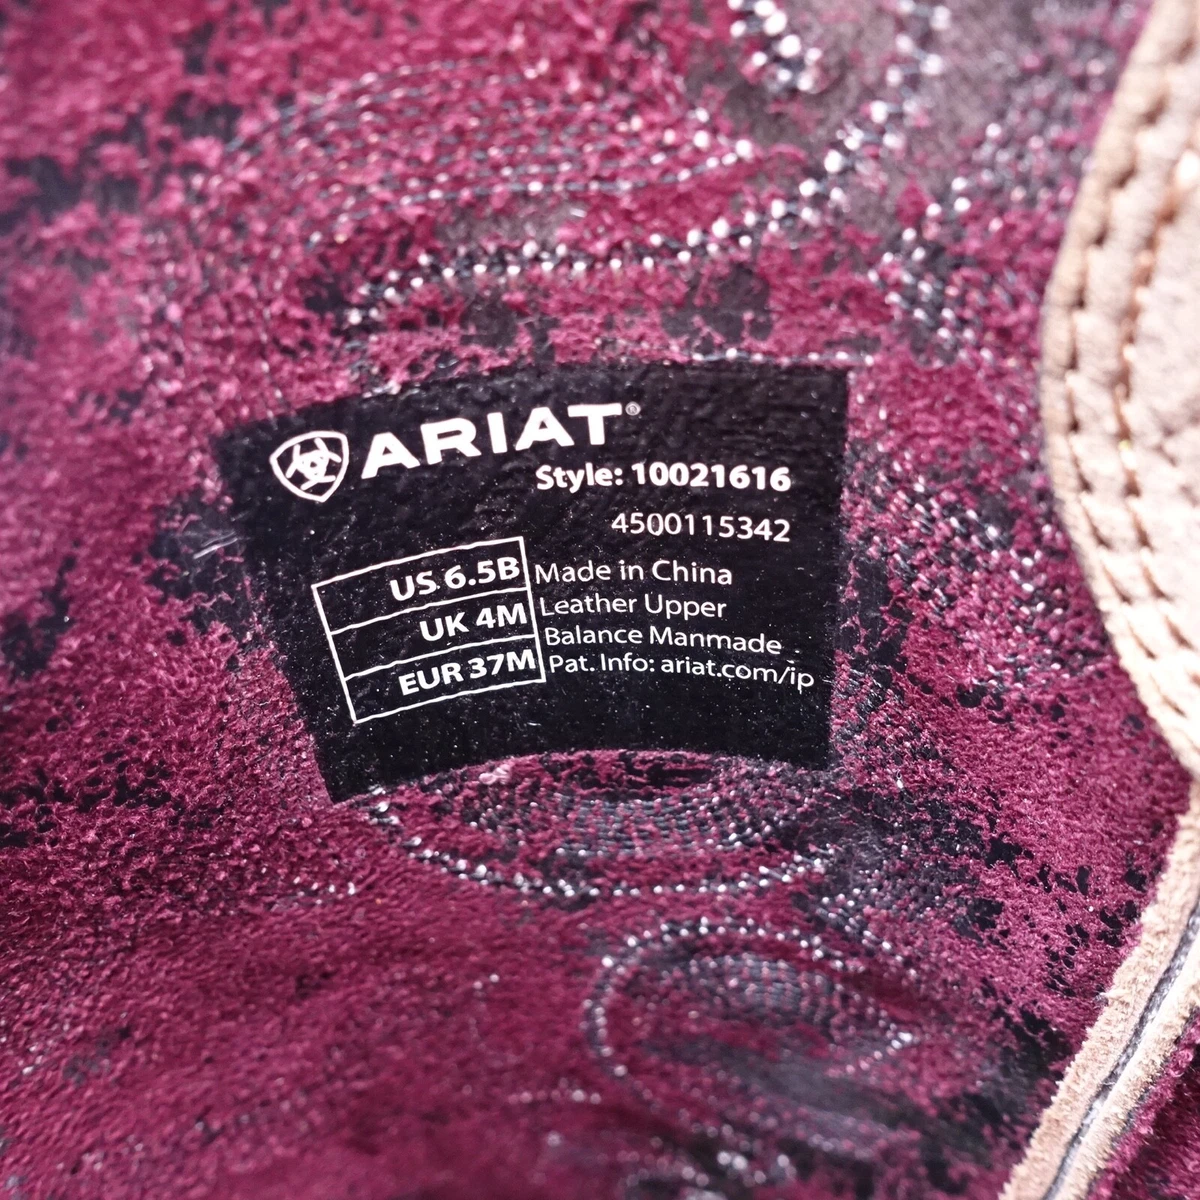 ARIAT®
Style: 10021616
4500115342
US 6.5B
UK 4M
EUR 37M
Made in China
Leather Upper
Balance Manmade
Pat. Info: ariat.com/ip